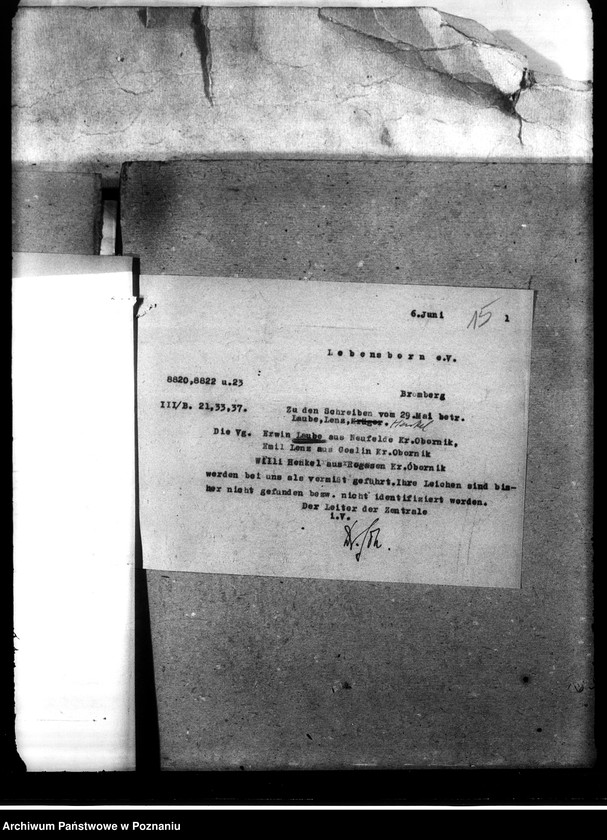 6.Juni 15 1
Lebensborn e.V.
8820,8822 u.23
Bromberg
III/B. 21,33,37. Zu den Schreiben vom 29.Mai betr.
Laube,Lenz,Krüger. Henkel
Die Vg. Erwin Laube aus Neufelde Kr.Obornik,
Emil Lenz aus Goslin Kr.Obornik
Willi Henkel aus Rogasen Kr.Obornik
werden bei uns als vermißt geführt.Ihre Leichen sind bis-
her nicht gefunden bezw. nicht identifiziert worden.
Der Leiter der Zentrale
i.V.
Archiwum Państwowe w Poznaniu